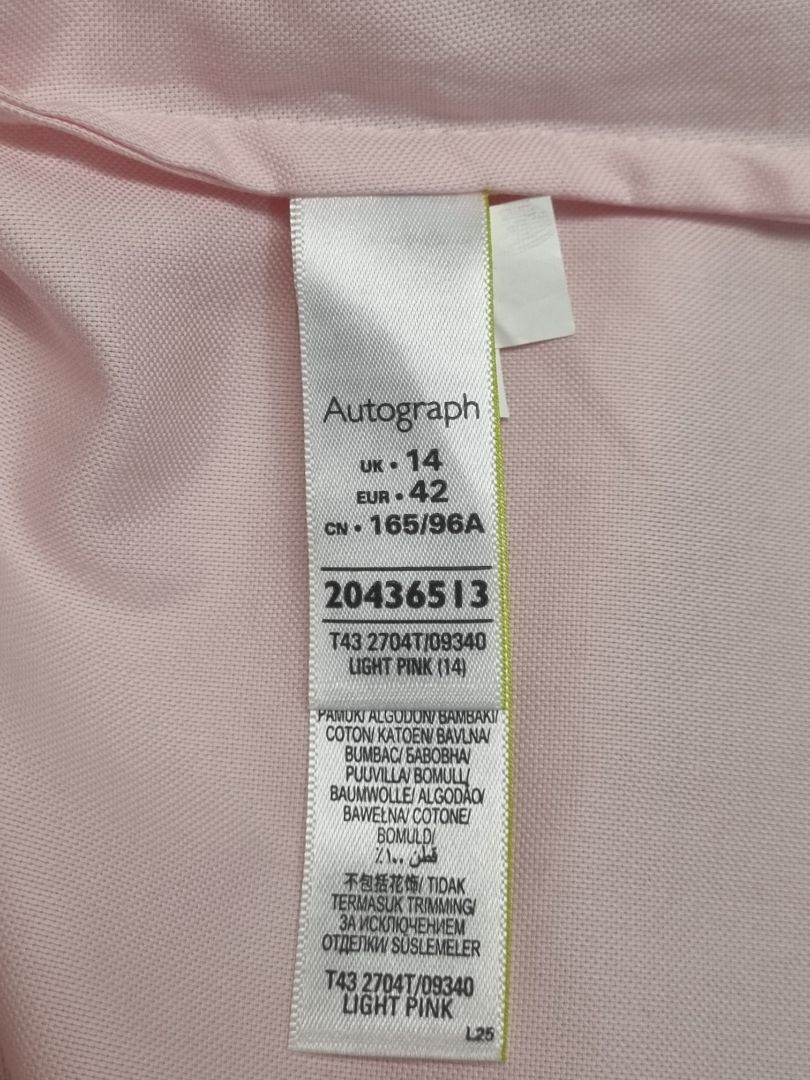 Autograph
UK • 14
EUR • 42
CN • 165/96A
20436513
T43 2704T/09340
LIGHT PINK (14)
PAMUK/ ALGODON/ BAMBAKI/
COTON/ KATOEN/ BAVLNA/
BUMBAC/ БАВОВНА/
PUUVILLA/ BOMULL/
BAUMWOLLE/ ALGODÃO/
BAWEŁNA/ COTONE/
BOMULD/
قطن ١٠٠٪
不包括花饰/ TIDAK
TERMASUK TRIMMING/
ЗА ИСКЛЮЧЕНИЕМ
ОТДЕЛКИ/ SÜSLEMELER
T43 2704T/09340
LIGHT PINK
L25